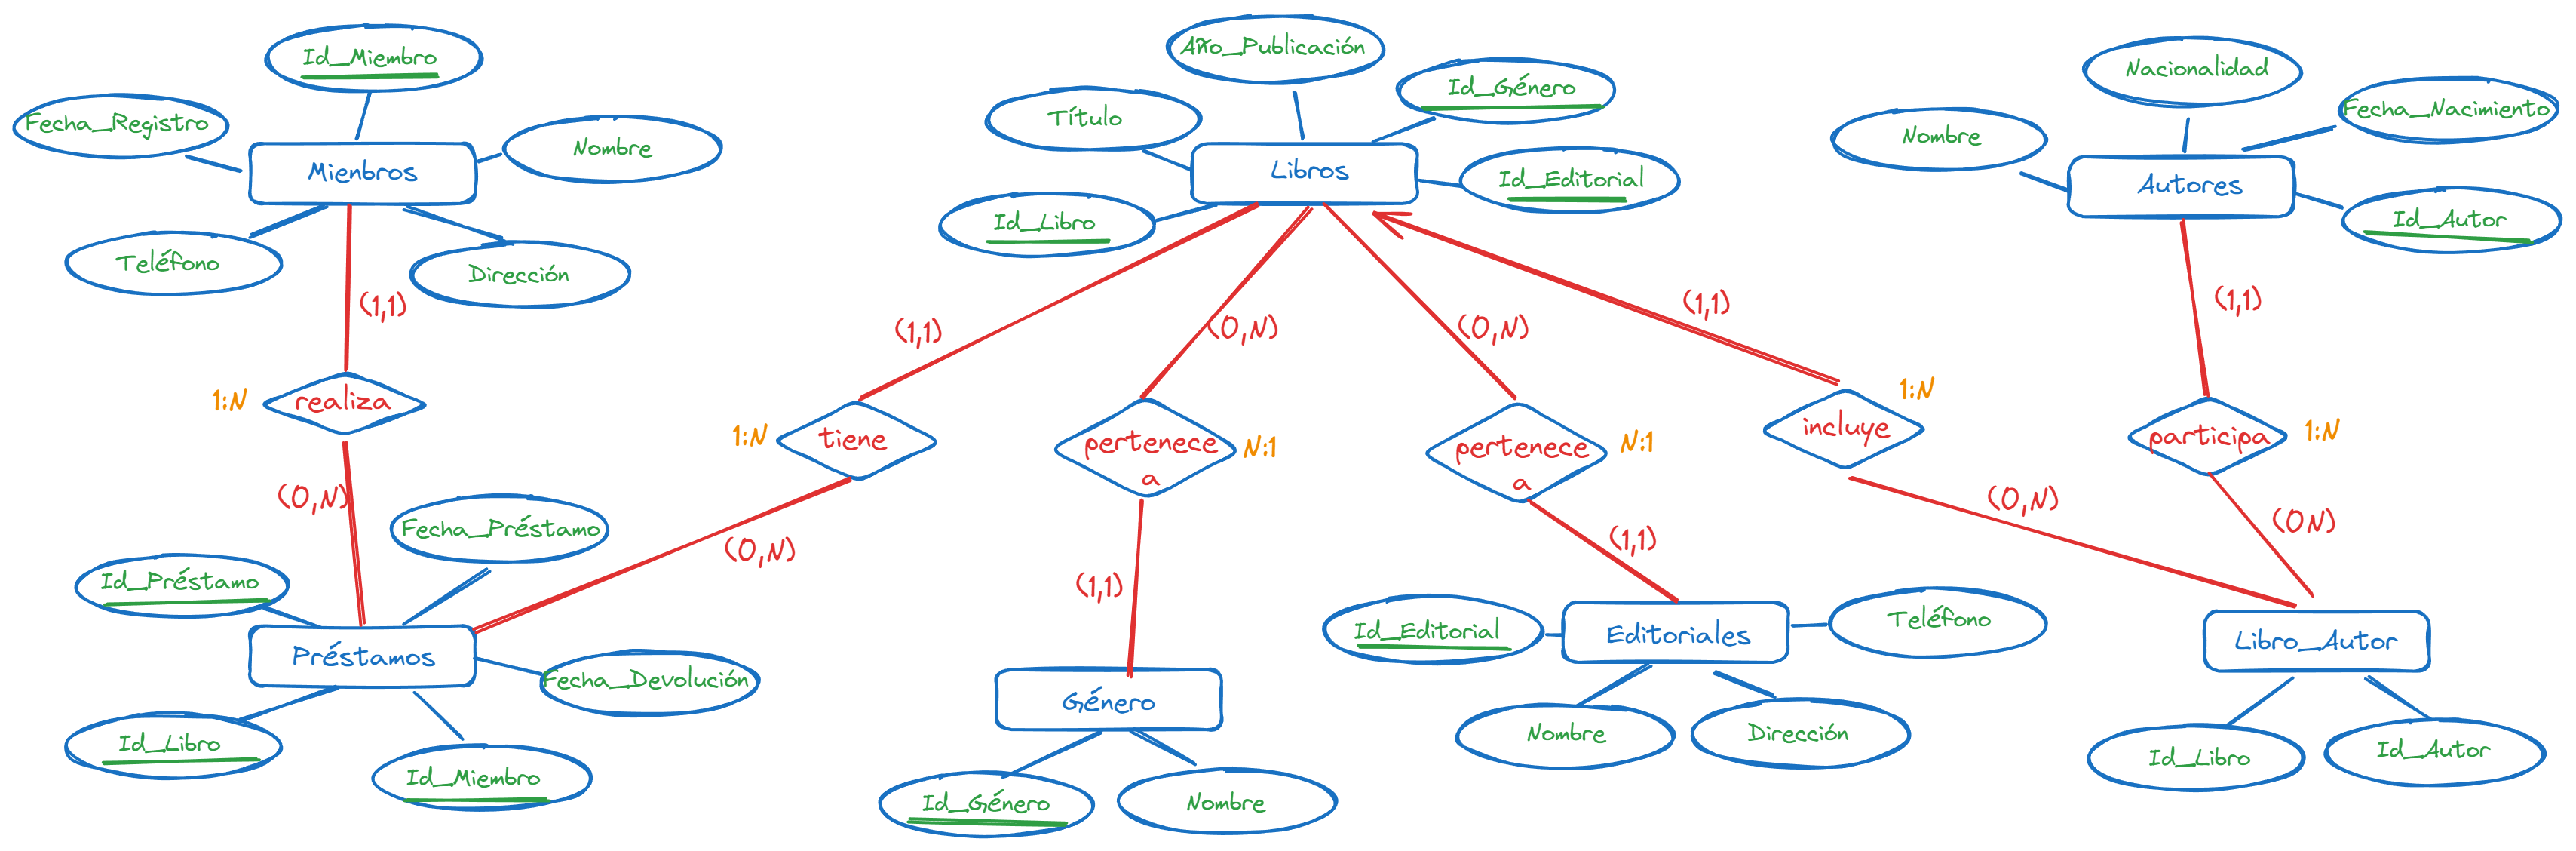 Id_Miembro
Fecha_Registro
Nombre
Mienbros
Teléfono
Dirección
(1,1)
1:N
realiza
(0,N)
Fecha_Préstamo
Id_Préstamo
Préstamos
Fecha_Devolución
Id_Libro
Id_Miembro
Año_Publicación
Id_Género
Título
Libros
Id_Editorial
Id_Libro
(1,1)
1:N
tiene
(0,N)
(0,N)
pertenece
a
N:1
(1,1)
Género
Id_Género
Nombre
(0,N)
pertenece
a
N:1
(1,1)
Id_Editorial
Editoriales
Teléfono
Nombre
Dirección
(1,1)
1:N
incluye
(0,N)
Nacionalidad
Fecha_Nacimiento
Nombre
Autores
Id_Autor
(1,1)
participa
1:N
(0N)
Libro_Autor
Id_Libro
Id_Autor